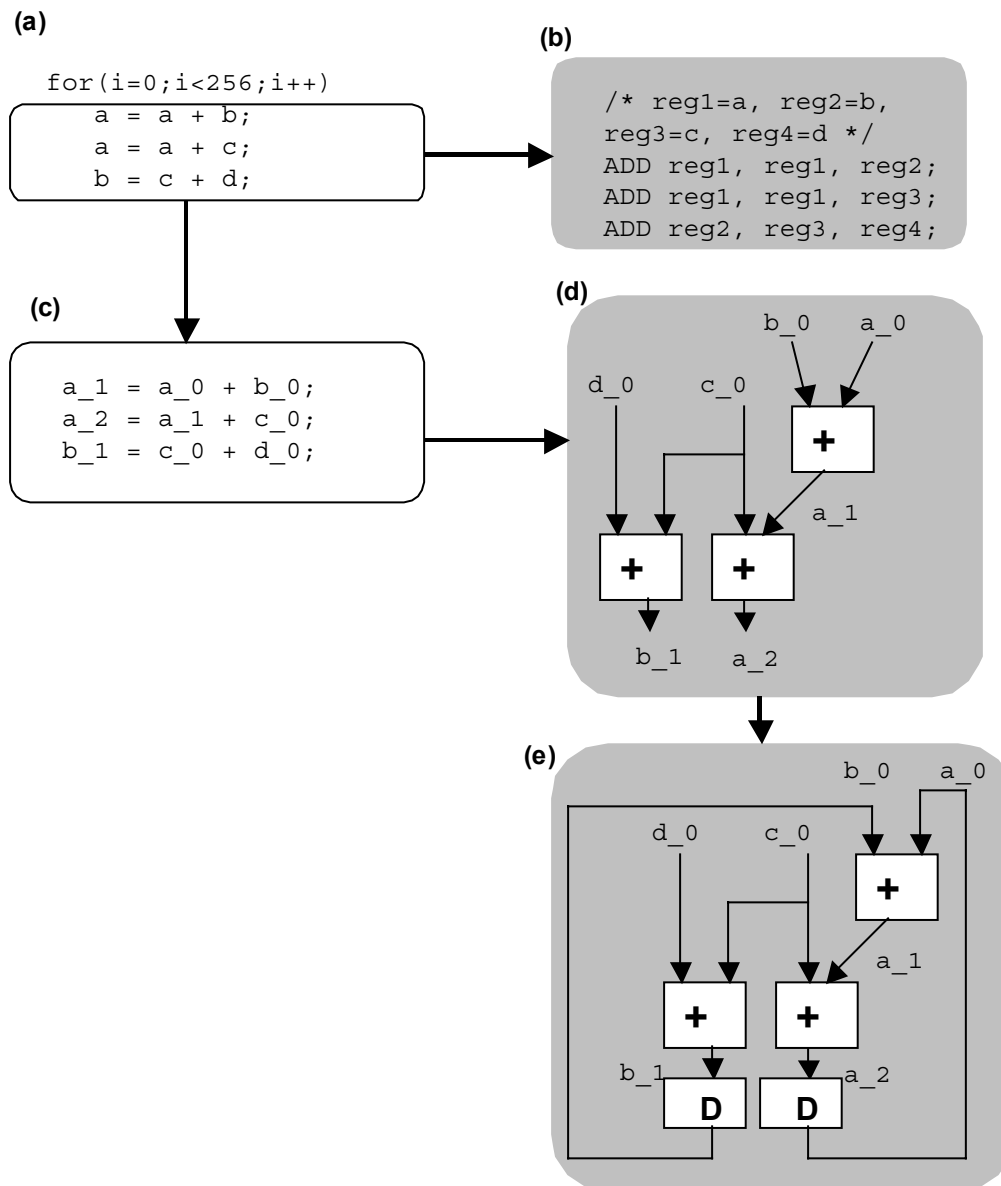 (a)
for(i=0;i<256;i++)
a = a + b;
a = a + c;
b = c + d;
(b)
/* reg1=a, reg2=b,
reg3=c, reg4=d */
ADD reg1, reg1, reg2;
ADD reg1, reg1, reg3;
ADD reg2, reg3, reg4;
(c)
a_1 = a_0 + b_0;
a_2 = a_1 + c_0;
b_1 = c_0 + d_0;
(d)
b_0 a_0
d_0 c_0
+
a_1
+ +
b_1 a_2
(e)
b_0 a_0
d_0 c_0
+
a_1
+ +
b_1 a_2
D D